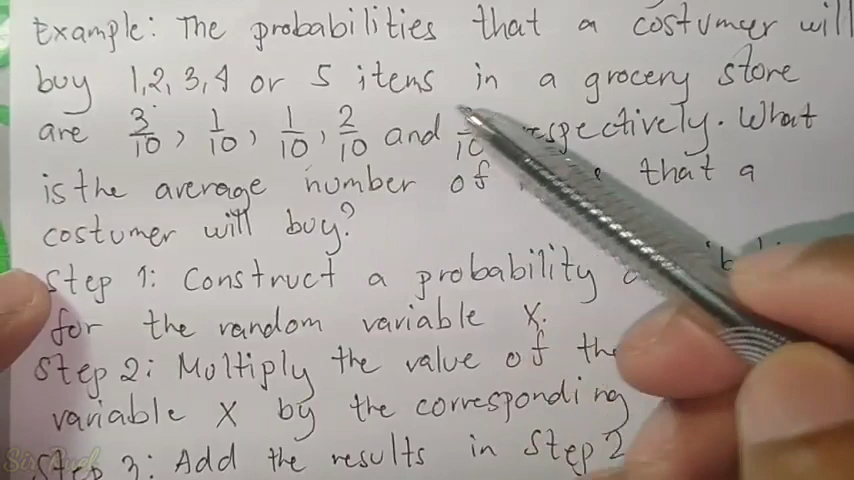 Example: The probabilities that a costumer will
buy 1,2,3,4 or 5 items in a grocery store
are 3/10, 1/10, 1/10, 2/10 and /10 respectively. What
is the average number of that a
costumer will buy?
Step 1: Construct a probability
for the random variable X.
Step 2: Multiply the value of the
variable X by the corresponding
Step 3: Add the results in Step 2